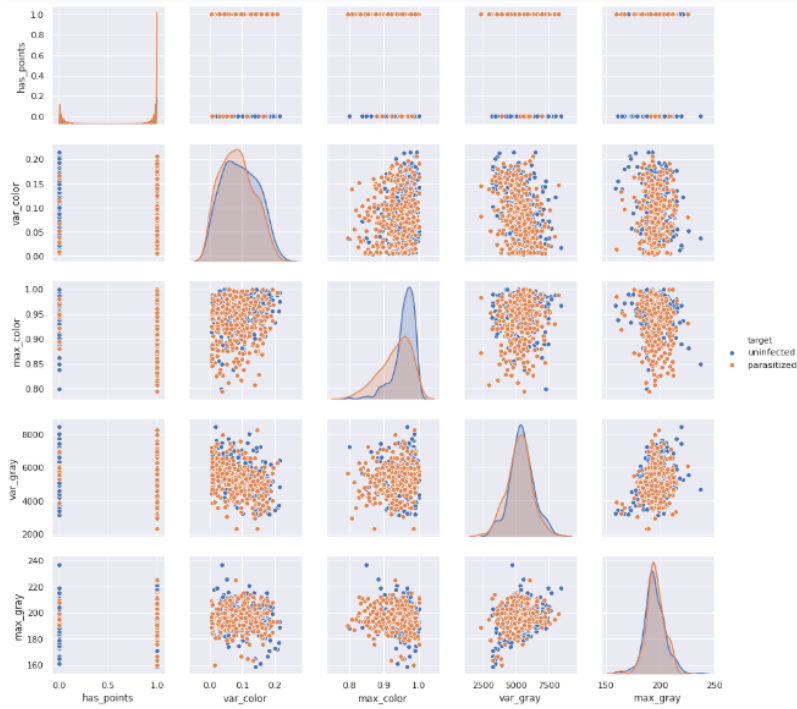 has_points
1.0
0.8
0.6
0.4
0.2
0.0
var_color
0.20
0.15
0.10
0.05
0.00
max_color
1.00
0.95
0.90
0.85
0.80
target
uninfected
parasitized
var_gray
8000
6000
4000
2000
max_gray
240
220
200
180
160
0.0 0.5 1.0 0.0 0.1 0.2 0.8 0.9 1.0 2500 5000 7500 150 200 250
has_points var_color max_color var_gray max_gray